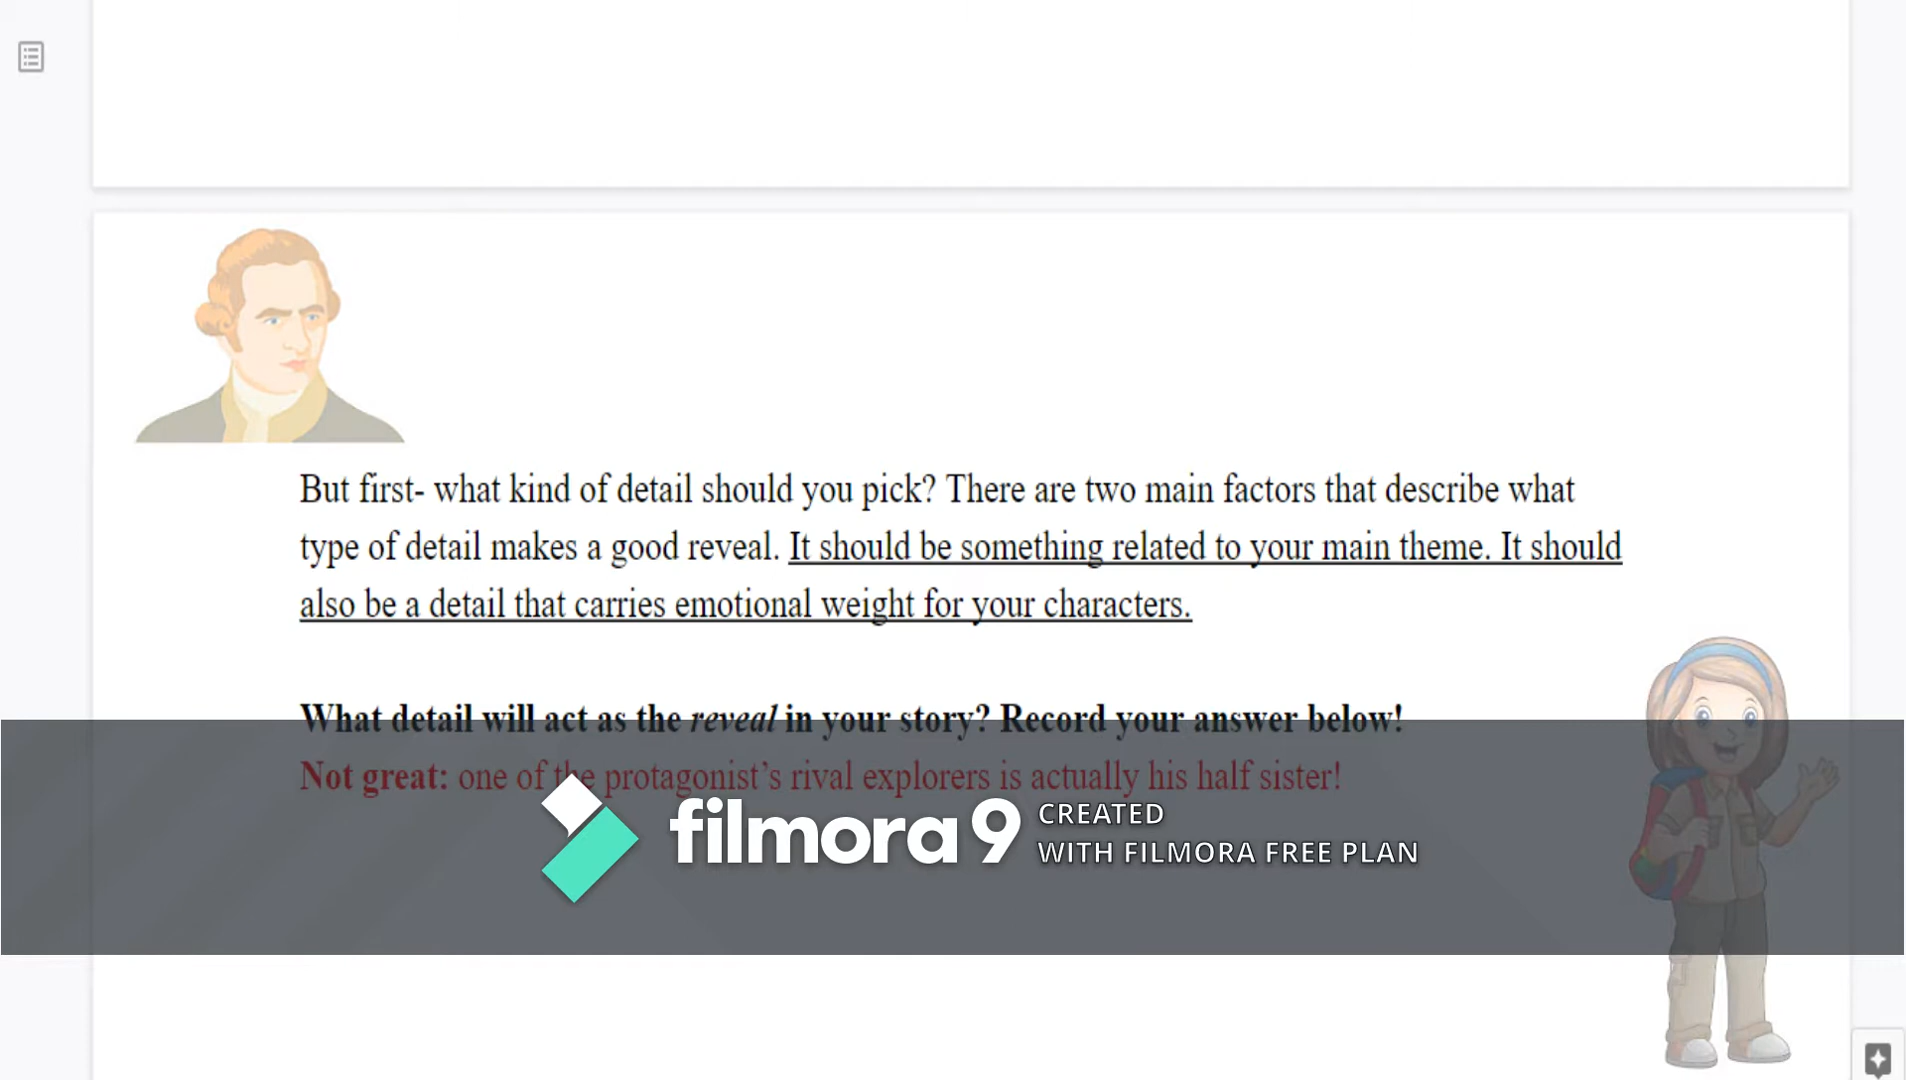 But first- what kind of detail should you pick? There are two main factors that describe what
type of detail makes a good reveal. It should be something related to your main theme. It should
also be a detail that carries emotional weight for your characters.
What detail will act as the reveal in your story? Record your answer below!
Not great: one of the protagonist’s rival explorers is actually his half sister!
filmora 9
CREATED
WITH FILMORA FREE PLAN